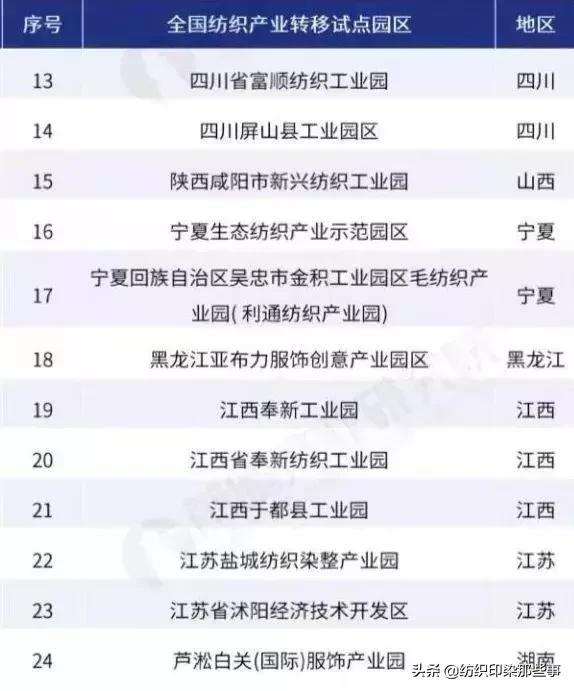 序号 全国纺织产业转移试点园区 地区
13 四川省富顺纺织工业园 四川
14 四川屏山县工业园区 四川
15 陕西咸阳市新兴纺织工业园 山西
16 宁夏生态纺织产业示范园区 宁夏
17 宁夏回族自治区吴忠市金积工业园区毛纺织产 宁夏
业园( 利通纺织产业园)
18 黑龙江亚布力服饰创意产业园区 黑龙江
19 江西奉新工业园 江西
20 江西省奉新纺织工业园 江西
21 江西于都县工业园 江西
22 江苏盐城纺织染整产业园 江苏
23 江苏省沭阳经济技术开发区 江苏
24 芦淞白关(国际)服饰产业园 湖南
头条 @纺织印染那些事